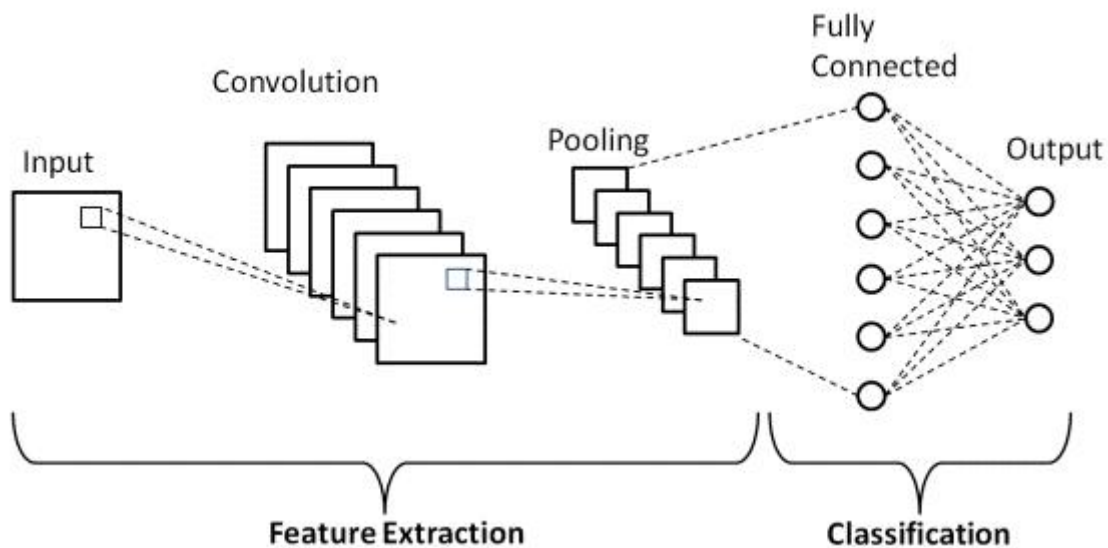 Input
Convolution
Pooling
Fully
Connected
Output
Feature Extraction
Classification